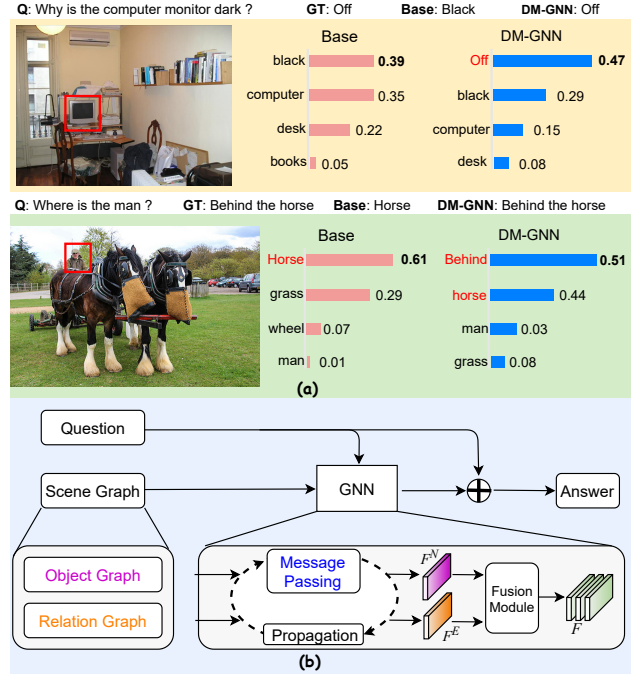 Q: Why is the computer monitor dark ? GT: Off Base: Black DM-GNN: Off
Base DM-GNN
black 0.39 Off 0.47
computer 0.35 black 0.29
desk 0.22 computer 0.15
books 0.05 desk 0.08
Q: Where is the man ? GT: Behind the horse Base: Horse DM-GNN: Behind the horse
Base DM-GNN
Horse 0.61 Behind 0.51
grass 0.29 horse 0.44
wheel 0.07 man 0.03
man 0.01 grass 0.08
(a)
Question
Scene Graph GNN Answer
Object Graph
Relation Graph
Message
Passing
Propagation
F^N
F^E
Fusion
Module
F
(b)